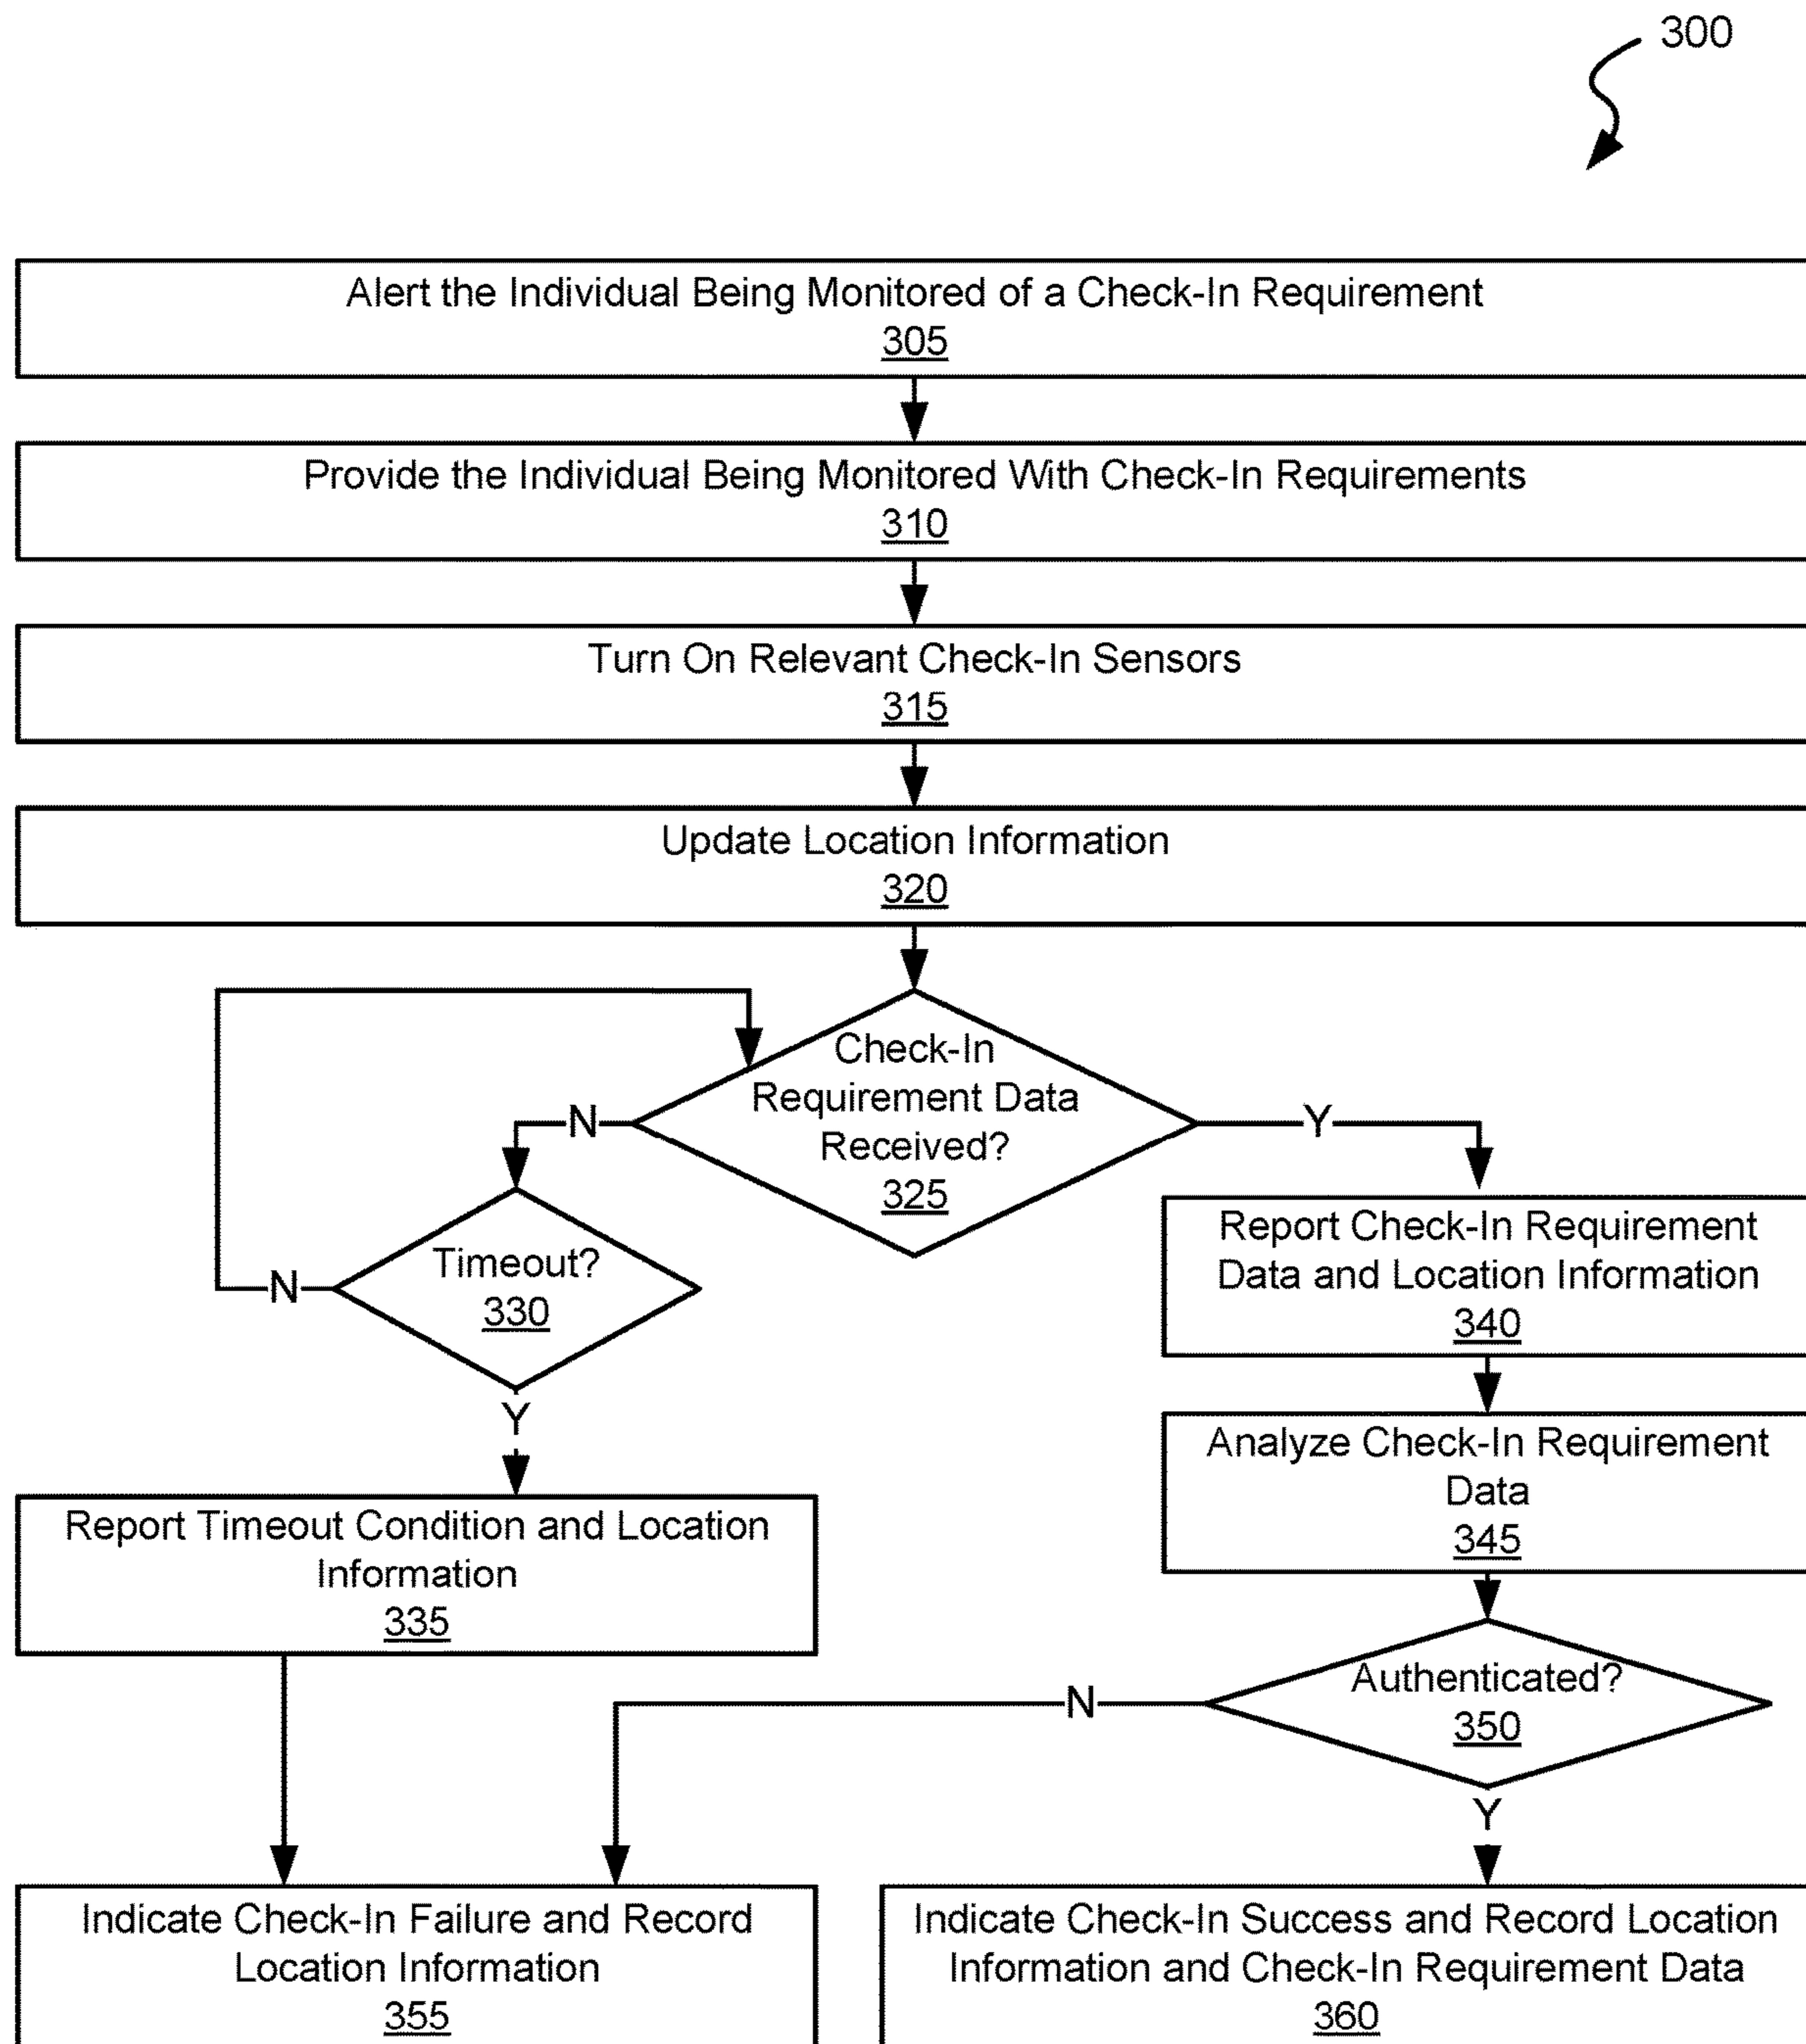 300
Alert the Individual Being Monitored of a Check-In Requirement
305
Provide the Individual Being Monitored With Check-In Requirements
310
Turn On Relevant Check-In Sensors
315
Update Location Information
320
Check-In
Requirement Data
Received?
325
N
Y
Timeout?
330
N
Y
Report Timeout Condition and Location
Information
335
Report Check-In Requirement
Data and Location Information
340
Analyze Check-In Requirement
Data
345
Authenticated?
350
N
Y
Indicate Check-In Failure and Record
Location Information
355
Indicate Check-In Success and Record Location
Information and Check-In Requirement Data
360